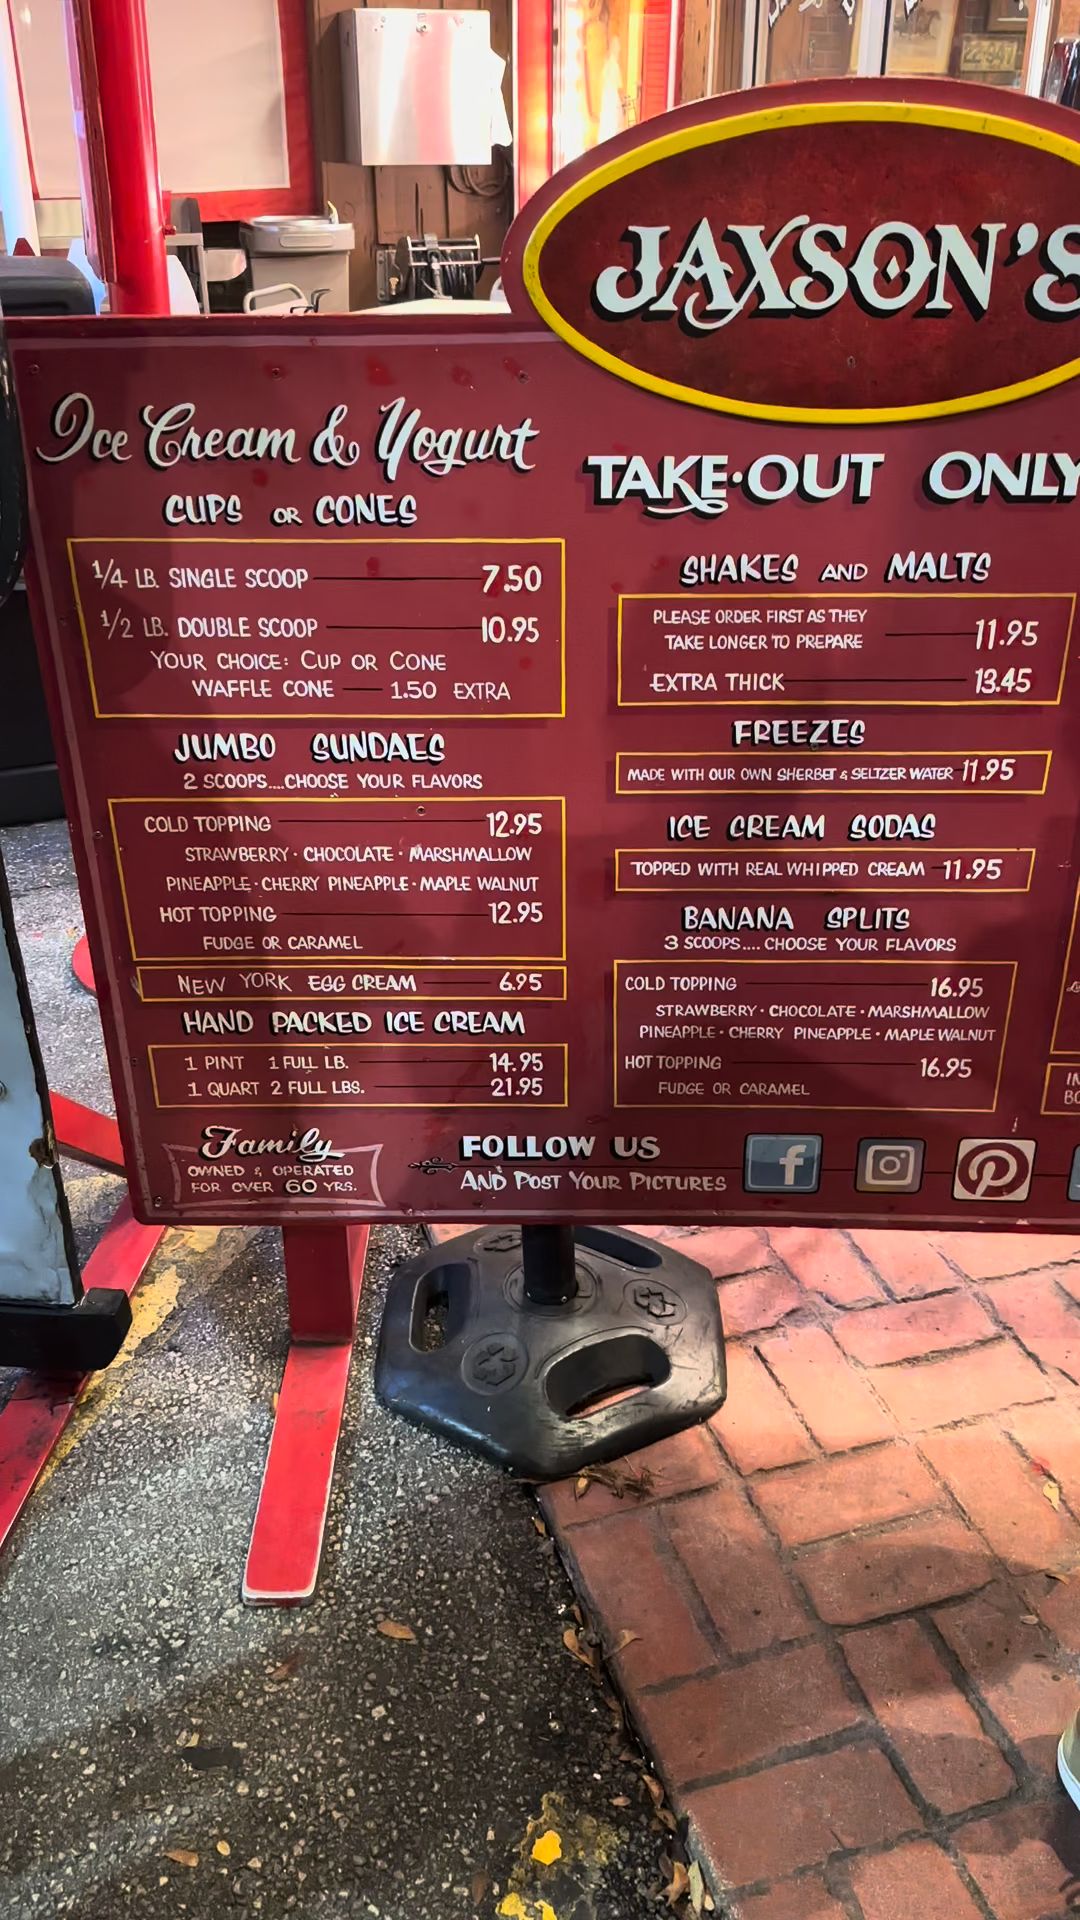 JAXSON'S
Ice Cream & Yogurt
CUPS OR CONES
1/4 LB. SINGLE SCOOP 7.50
1/2 LB. DOUBLE SCOOP 10.95
YOUR CHOICE: CUP OR CONE
WAFFLE CONE 1.50 EXTRA
JUMBO SUNDAES
2 SCOOPS....CHOOSE YOUR FLAVORS
COLD TOPPING 12.95
STRAWBERRY · CHOCOLATE · MARSHMALLOW
PINEAPPLE · CHERRY PINEAPPLE · MAPLE WALNUT
HOT TOPPING 12.95
FUDGE OR CARAMEL
NEW YORK EGG CREAM 6.95
HAND PACKED ICE CREAM
1 PINT 1 FULL LB. 14.95
1 QUART 2 FULL LBS. 21.95
Family
OWNED & OPERATED
FOR OVER 60 YRS.
TAKE·OUT ONLY
SHAKES AND MALTS
PLEASE ORDER FIRST AS THEY
TAKE LONGER TO PREPARE 11.95
EXTRA THICK 13.45
FREEZES
MADE WITH OUR OWN SHERBET & SELTZER WATER 11.95
ICE CREAM SODAS
TOPPED WITH REAL WHIPPED CREAM 11.95
BANANA SPLITS
3 SCOOPS.... CHOOSE YOUR FLAVORS
COLD TOPPING 16.95
STRAWBERRY · CHOCOLATE · MARSHMALLOW
PINEAPPLE · CHERRY PINEAPPLE · MAPLE WALNUT
HOT TOPPING 16.95
FUDGE OR CARAMEL
FOLLOW US
AND POST YOUR PICTURES